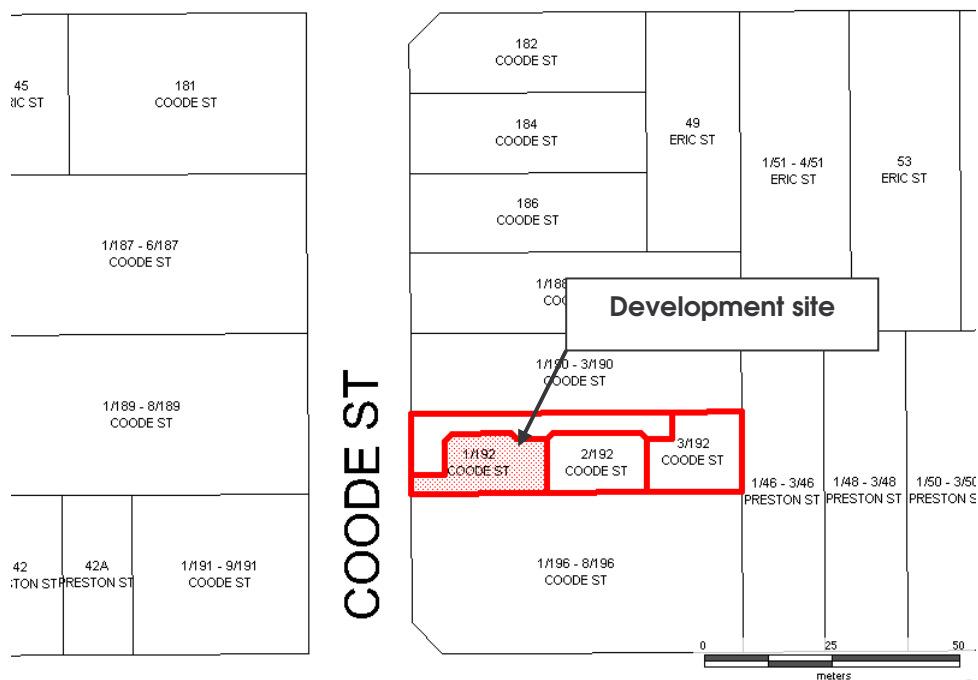 182
COODE ST
45
RIC ST
181
COODE ST
184
COODE ST
49
ERIC ST
1/51 - 4/51
ERIC ST
53
ERIC ST
186
COODE ST
1/187 - 6/187
COODE ST
1/188
COO
Development site
1/190 - 3/190
COODE ST
1/189 - 8/189
COODE ST
COODE ST
1/192
COODE ST
2/192
COODE ST
3/192
COODE ST
1/46 - 3/46
PRESTON ST
1/48 - 3/48
PRESTON ST
1/50 - 3/50
PRESTON S
42
TON ST
42A
PRESTON ST
1/191 - 9/191
COODE ST
1/196 - 8/196
COODE ST
0
25
50
meters